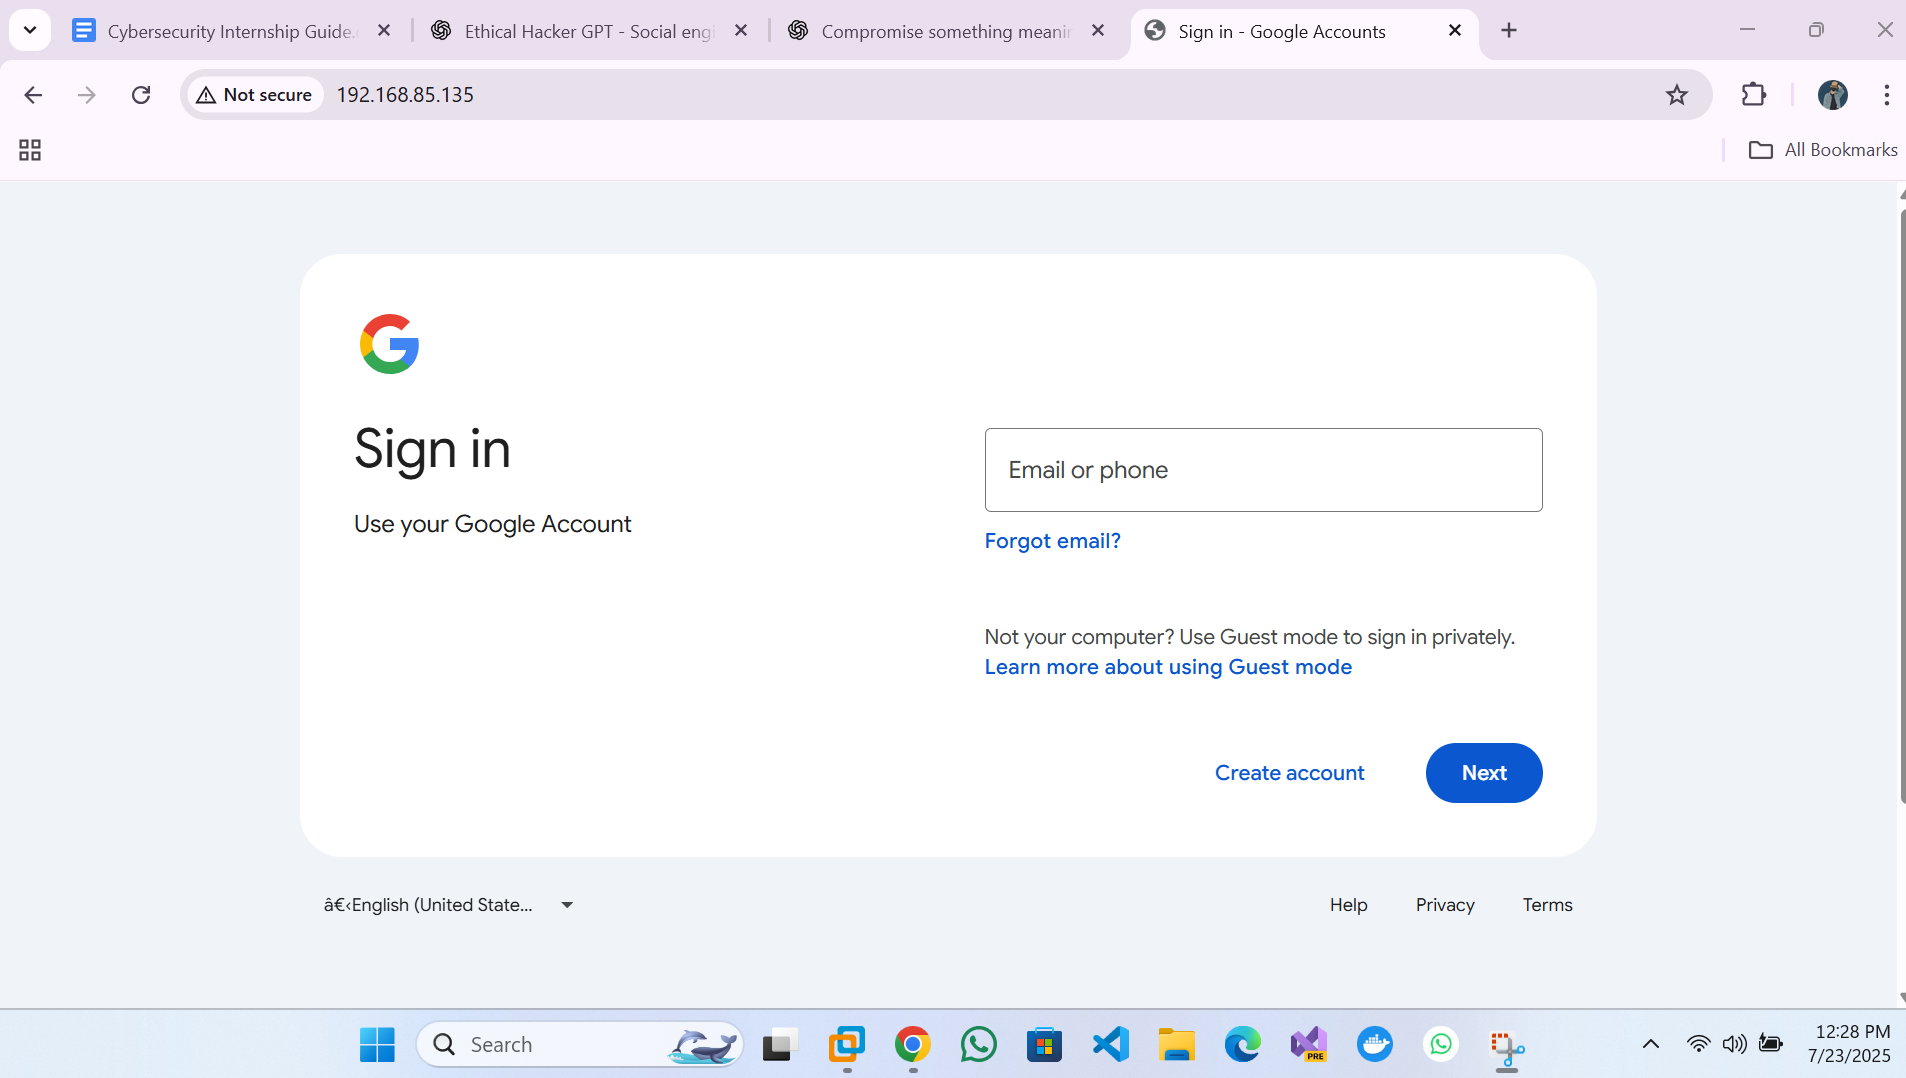 Cybersecurity Internship Guide.
Ethical Hacker GPT - Social engi
Compromise something meanin
Sign in - Google Accounts
Not secure
192.168.85.135
All Bookmarks
Sign in
Use your Google Account
Email or phone
Forgot email?
Not your computer? Use Guest mode to sign in privately.
Learn more about using Guest mode
Create account
Next
â€‹English (United State...
Help
Privacy
Terms
Search
PRE
12:28 PM
7/23/2025